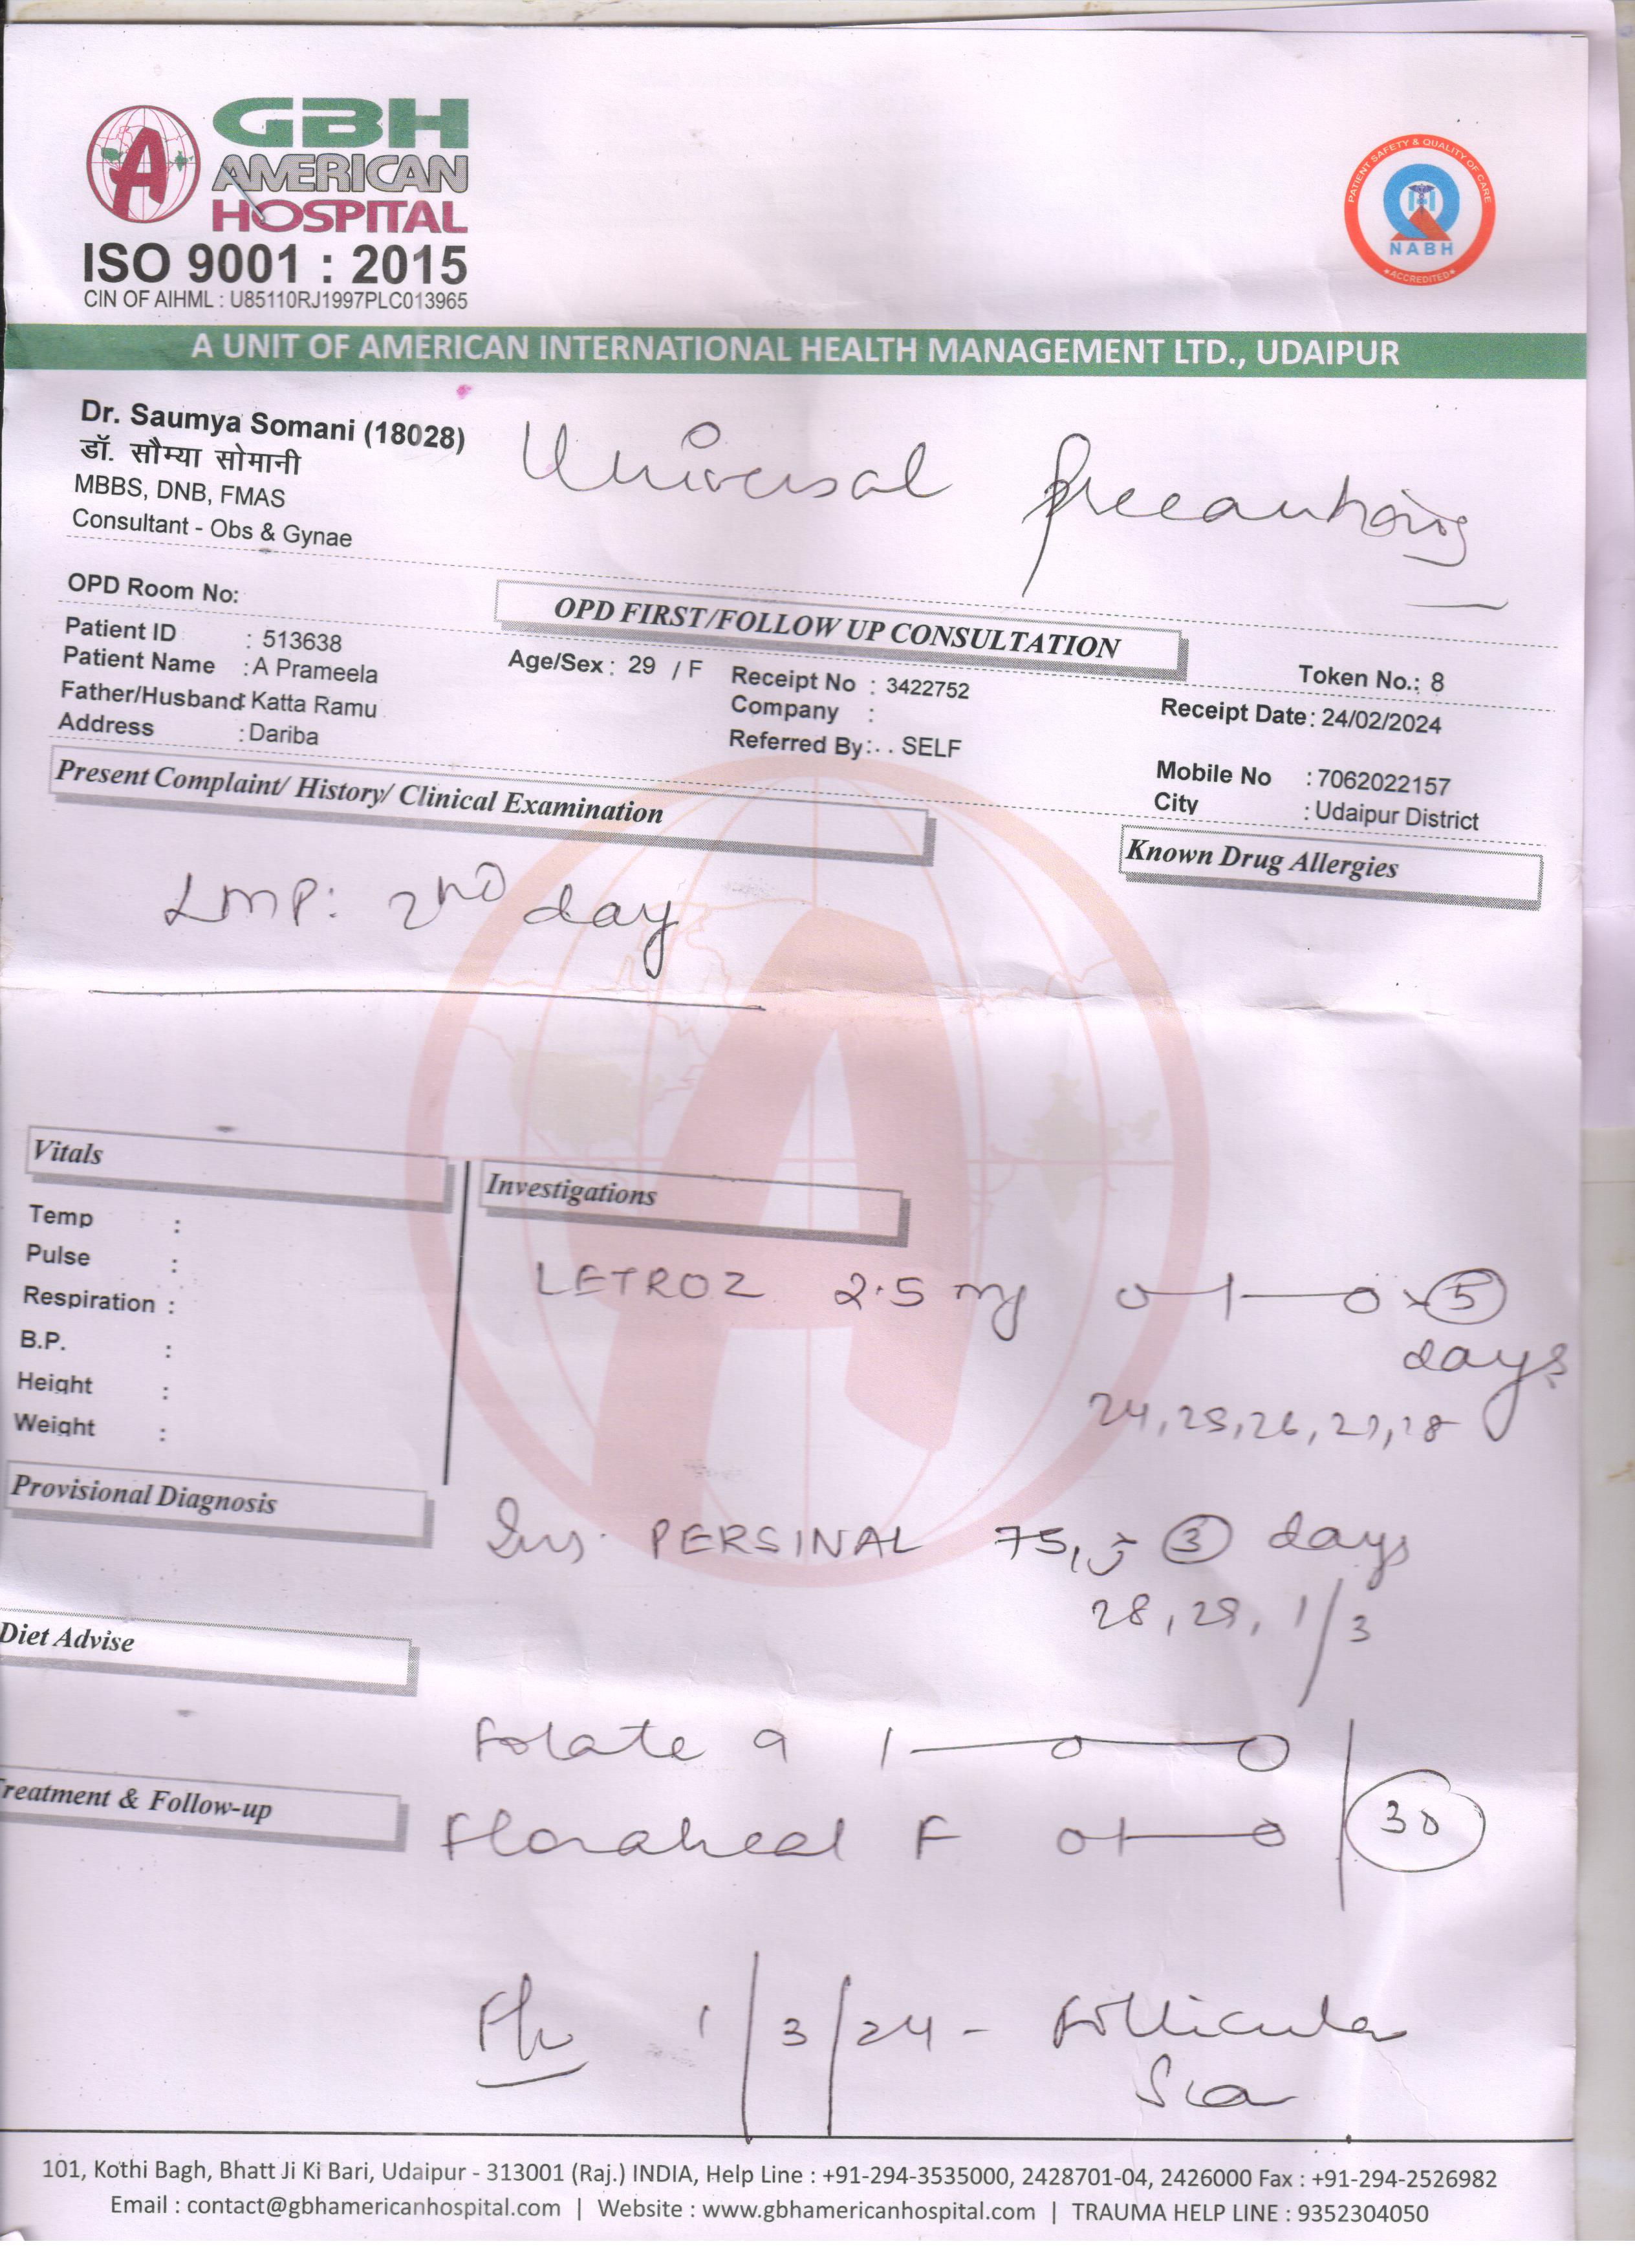 GBH
AMERICAN
HOSPITAL
ISO 9001 : 2015
CIN OF AIHML : U85110RJ1997PLC013965
PATIENT SAFETY & QUALITY OF CARE
NABH
ACCREDITED
A UNIT OF AMERICAN INTERNATIONAL HEALTH MANAGEMENT LTD., UDAIPUR
Dr. Saumya Somani (18028)
डॉ. सौम्या सोमानी
MBBS, DNB, FMAS
Consultant - Obs & Gynae
Universal precautions
OPD Room No:
OPD FIRST/FOLLOW UP CONSULTATION
Token No.: 8
Patient ID : 513638
Patient Name : A Prameela
Age/Sex : 29 / F
Receipt No : 3422752
Receipt Date : 24/02/2024
Father/Husband : Katta Ramu
Company :
Address : Dariba
Referred By: . . SELF
Mobile No : 7062022157
City : Udaipur District
Present Complaint/ History/ Clinical Examination
Known Drug Allergies
LMP: 2ND day
Vitals
Investigations
Temp :
Pulse :
Respiration :
B.P. :
Height :
Weight :
LETROZ 2.5 mg 0-1-0 x 5
days
24, 25, 26, 27, 28
Provisional Diagnosis
Inj. PERSINAL 75, 3 days
28, 29, 1/3
Diet Advise
Folate 9 1-0-0
Treatment & Follow-up
Floraheal F 0-1-0
30
F/u 1/3/24 - Follicular
Scan
101, Kothi Bagh, Bhatt Ji Ki Bari, Udaipur - 313001 (Raj.) INDIA, Help Line : +91-294-3535000, 2428701-04, 2426000 Fax : +91-294-2526982
Email : contact@gbhamericanhospital.com | Website : www.gbhamericanhospital.com | TRAUMA HELP LINE : 9352304050